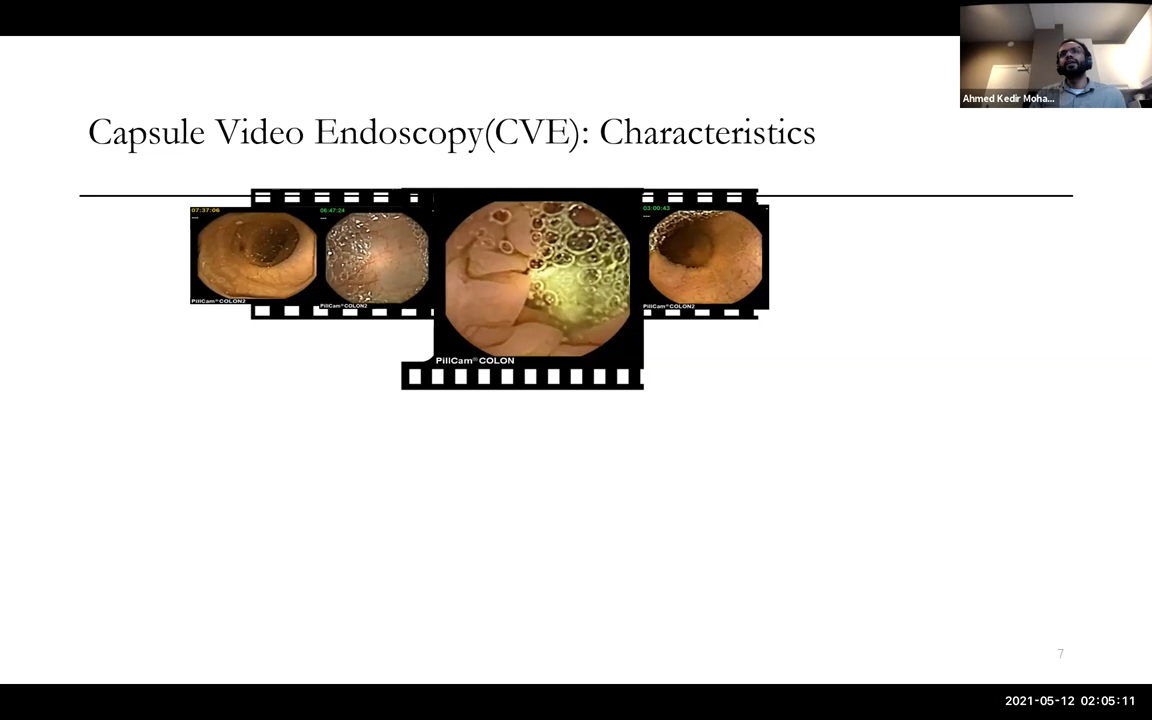 Ahmed Kedir Moha...
Capsule Video Endoscopy(CVE): Characteristics
07:37:06
06:47:24
03:00:43
PillCam®COLON2
PillCam®COLON2
PillCam®COLON
PillCam®COLON2
7
2021-05-12 02:05:11